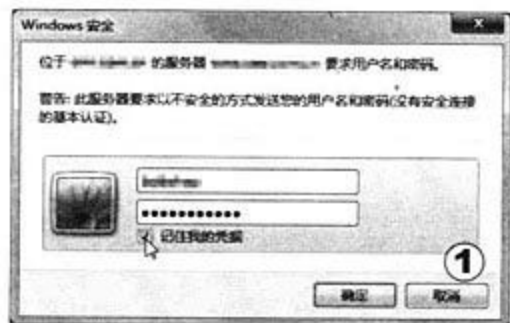 Windows 安全
位于 的服务器 要求用户名和密码。
警告: 此服务器要求以不安全的方式发送您的用户名和密码(没有安全连接
的基本认证)。
●●●●●●●●●●●
记住我的凭据
1
确定 取消